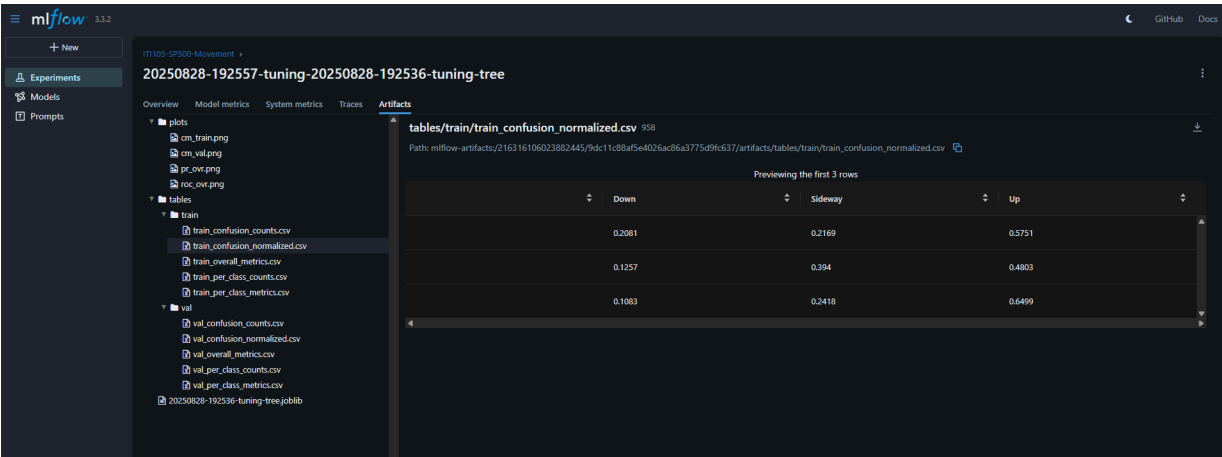 mlflow 3.3.2
GitHub Docs
+ New
Experiments
Models
Prompts
ITI105-SP500-Movement >
20250828-192557-tuning-20250828-192536-tuning-tree
Overview Model metrics System metrics Traces Artifacts
plots
cm_train.png
cm_val.png
pr_ovr.png
roc_ovr.png
tables
train
train_confusion_counts.csv
train_confusion_normalized.csv
train_overall_metrics.csv
train_per_class_counts.csv
train_per_class_metrics.csv
val
val_confusion_counts.csv
val_confusion_normalized.csv
val_overall_metrics.csv
val_per_class_counts.csv
val_per_class_metrics.csv
20250828-192536-tuning-tree.joblib
tables/train/train_confusion_normalized.csv 95B
Path: mlflow-artifacts:/216316106023882445/9dc11c88af5e4026ac86a3775d9fc637/artifacts/tables/train/train_confusion_normalized.csv
Previewing the first 3 rows
Down Sideway Up
0.2081 0.2169 0.5751
0.1257 0.394 0.4803
0.1083 0.2418 0.6499